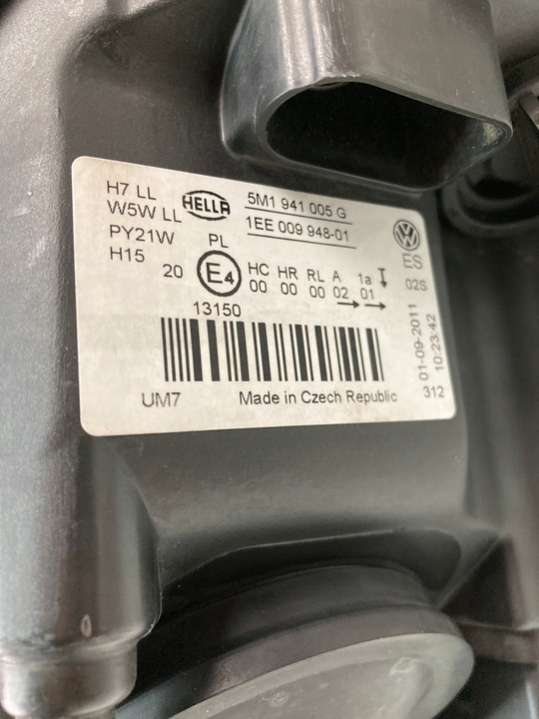 H7 LL
W5W LL
PY21W
H15
HELLA
5M1 941 005 G
1EE 009 948-01
PL
20
E4
HC HR RL A 1a
00 00 00 02 01
13150
UM7
Made in Czech Republic
VW
ES
02S
01-09-2011
10:23:42
312